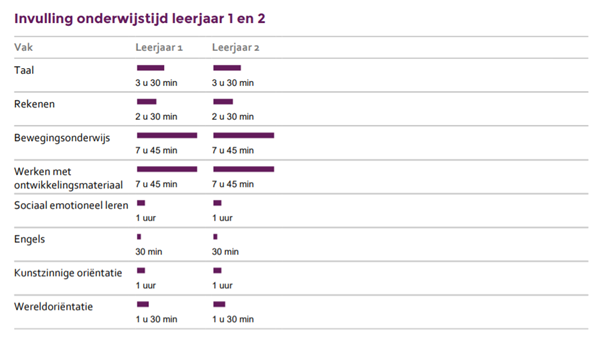 Invulling onderwijstijd leerjaar 1 en 2
Vak Leerjaar 1 Leerjaar 2
Taal
3 u 30 min 3 u 30 min
Rekenen
2 u 30 min 2 u 30 min
Bewegingsonderwijs
7 u 45 min 7 u 45 min
Werken met
ontwikkelingsmateriaal 7 u 45 min 7 u 45 min
Sociaal emotioneel leren
1 uur 1 uur
Engels
30 min 30 min
Kunstzinnige oriëntatie
1 uur 1 uur
Wereldoriëntatie
1 u 30 min 1 u 30 min